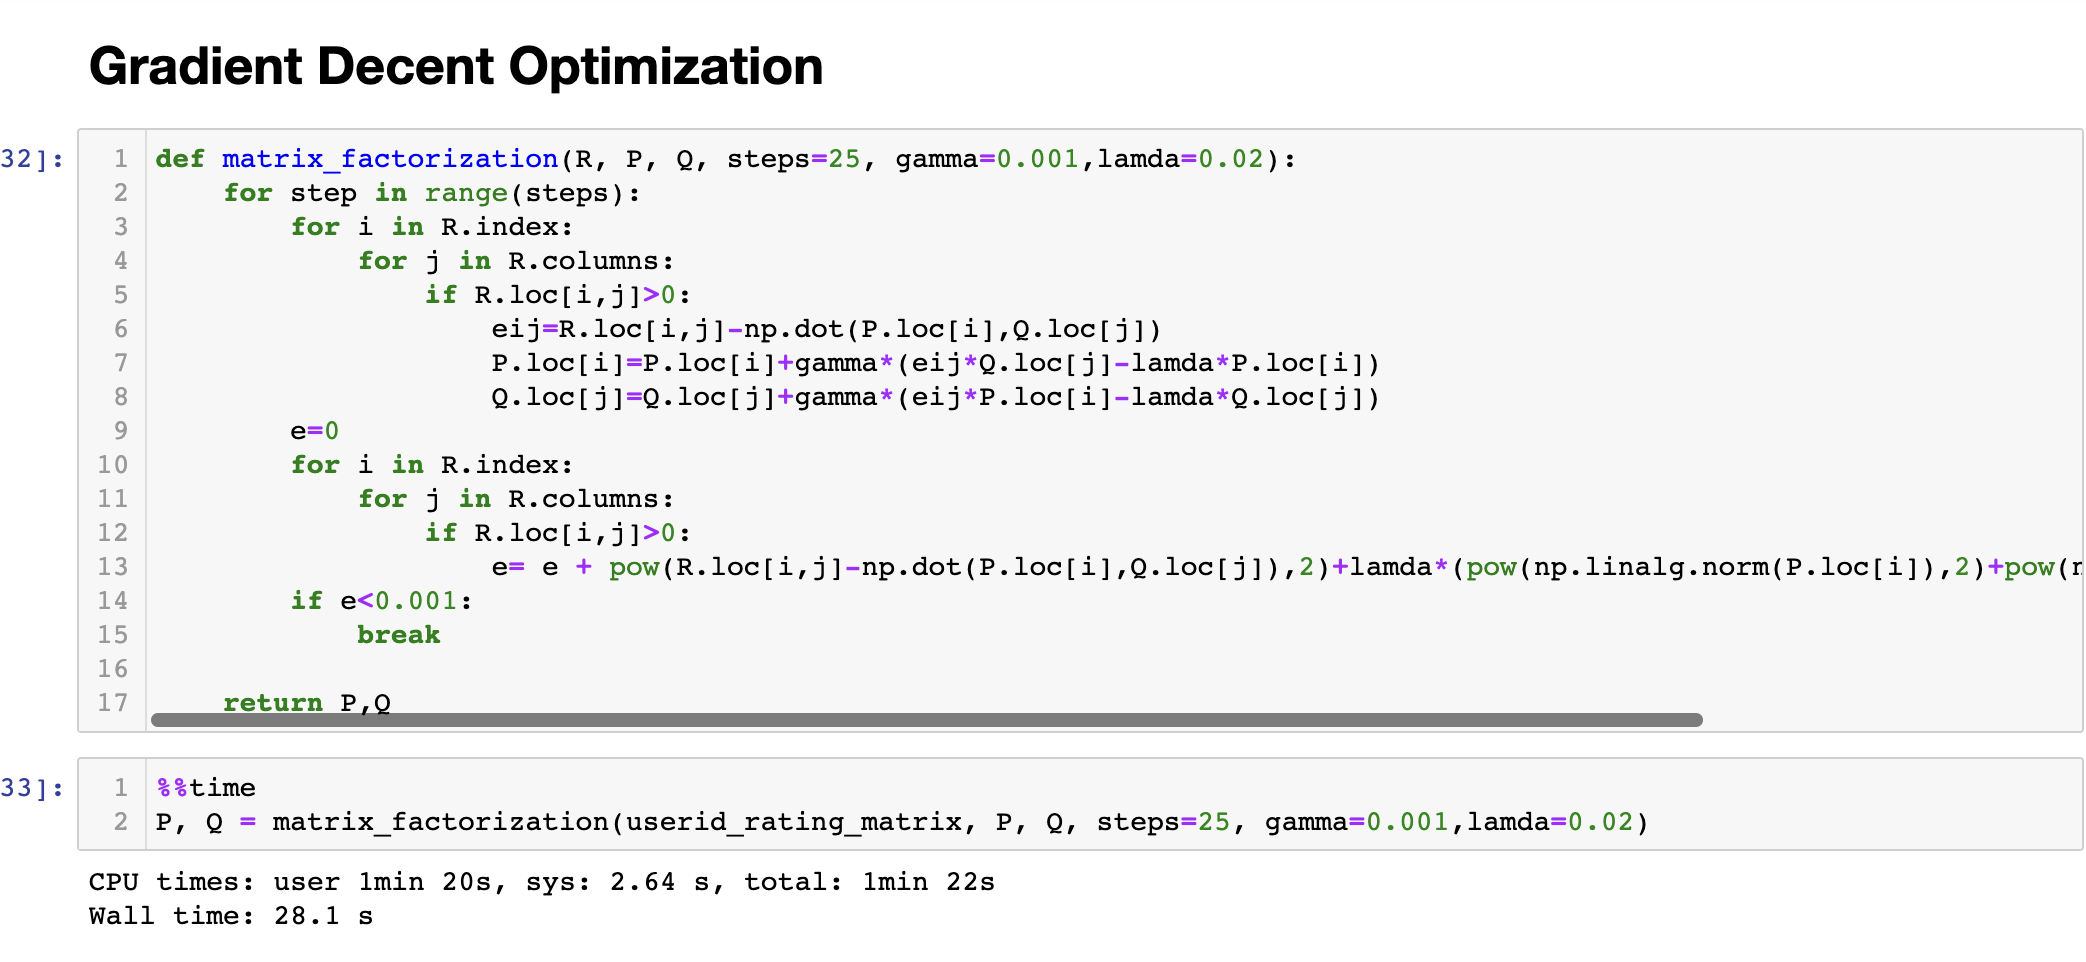 Gradient Decent Optimization
32]:
1 def matrix_factorization(R, P, Q, steps=25, gamma=0.001,lamda=0.02):
2     for step in range(steps):
3         for i in R.index:
4             for j in R.columns:
5                 if R.loc[i,j]>0:
6                     eij=R.loc[i,j]-np.dot(P.loc[i],Q.loc[j])
7                     P.loc[i]=P.loc[i]+gamma*(eij*Q.loc[j]-lamda*P.loc[i])
8                     Q.loc[j]=Q.loc[j]+gamma*(eij*P.loc[i]-lamda*Q.loc[j])
9         e=0
10         for i in R.index:
11             for j in R.columns:
12                 if R.loc[i,j]>0:
13                     e= e + pow(R.loc[i,j]-np.dot(P.loc[i],Q.loc[j]),2)+lamda*(pow(np.linalg.norm(P.loc[i]),2)+pow(
14         if e<0.001:
15             break
16
17     return P,Q
33]:
1 %%time
2 P, Q = matrix_factorization(userid_rating_matrix, P, Q, steps=25, gamma=0.001,lamda=0.02)
CPU times: user 1min 20s, sys: 2.64 s, total: 1min 22s
Wall time: 28.1 s